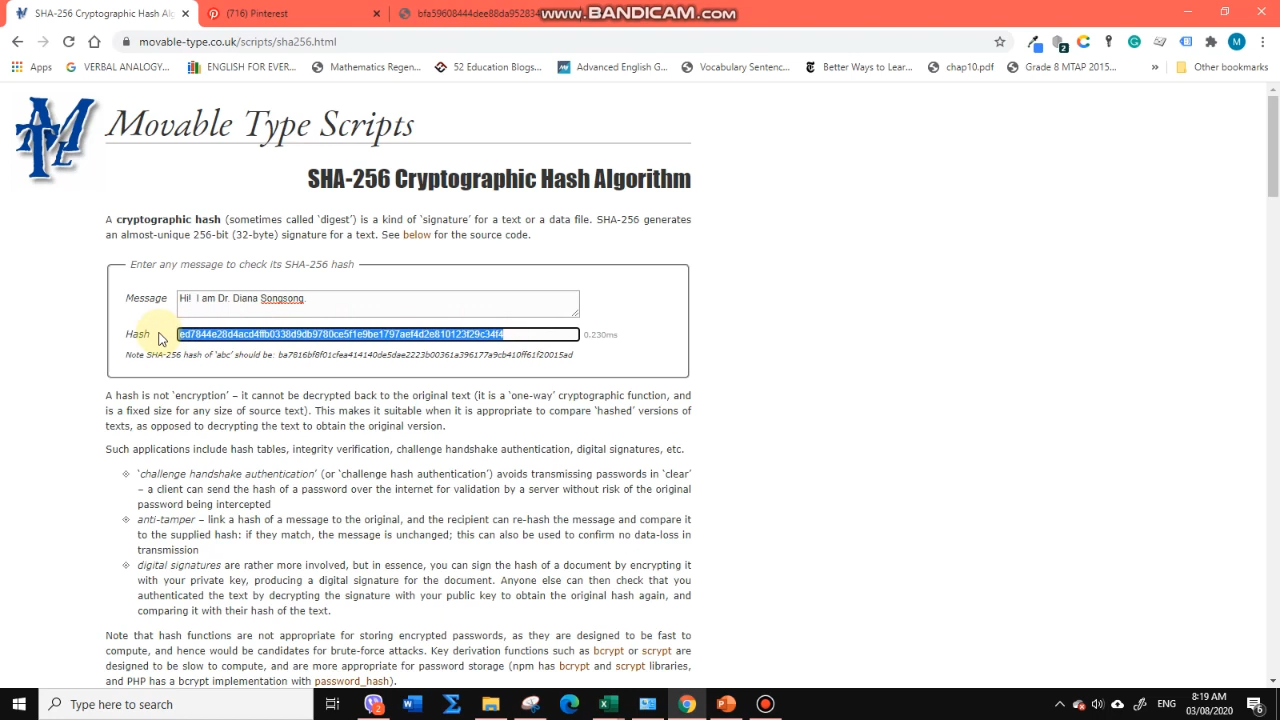 SHA-256 Cryptographic Hash Alg
(716) Pinterest
bfa59608444dee88da95283
www.BANDICAM.com
movable-type.co.uk/scripts/sha256.html
Apps
VERBAL ANALOGY...
ENGLISH FOR EVER...
Mathematics Regen...
52 Education Blogs...
Advanced English G...
Vocabulary Sentenc...
Better Ways to Lear...
chap10.pdf
Grade 8 MTAP 2015...
Other bookmarks
Movable Type Scripts
SHA-256 Cryptographic Hash Algorithm
A cryptographic hash (sometimes called ‘digest’) is a kind of ‘signature’ for a text or a data file. SHA-256 generates
an almost-unique 256-bit (32-byte) signature for a text. See below for the source code.
Enter any message to check its SHA-256 hash
Message
Hi! I am Dr. Diana Songsong.
Hash
ed7844e28d4acd4ffb0338d9db9780ce5f1e9be1797aef4d2e810123f29c34f4
0.230ms
Note SHA-256 hash of ‘abc’ should be: ba7816bf8f01cfea414140de5dae2223b00361a396177a9cb410ff61f20015ad
A hash is not ‘encryption’ – it cannot be decrypted back to the original text (it is a ‘one-way’ cryptographic function, and
is a fixed size for any size of source text). This makes it suitable when it is appropriate to compare ‘hashed’ versions of
texts, as opposed to decrypting the text to obtain the original version.
Such applications include hash tables, integrity verification, challenge handshake authentication, digital signatures, etc.
‘challenge handshake authentication’ (or ‘challenge hash authentication’) avoids transmissing passwords in ‘clear’
– a client can send the hash of a password over the internet for validation by a server without risk of the original
password being intercepted
anti-tamper – link a hash of a message to the original, and the recipient can re-hash the message and compare it
to the supplied hash: if they match, the message is unchanged; this can also be used to confirm no data-loss in
transmission
digital signatures are rather more involved, but in essence, you can sign the hash of a document by encrypting it
with your private key, producing a digital signature for the document. Anyone else can then check that you
authenticated the text by decrypting the signature with your public key to obtain the original hash again, and
comparing it with their hash of the text.
Note that hash functions are not appropriate for storing encrypted passwords, as they are designed to be fast to
compute, and hence would be candidates for brute-force attacks. Key derivation functions such as bcrypt or scrypt are
designed to be slow to compute, and are more appropriate for password storage (npm has bcrypt and scrypt libraries,
and PHP has a bcrypt implementation with password_hash).
Type here to search
ENG
8:19 AM
03/08/2020